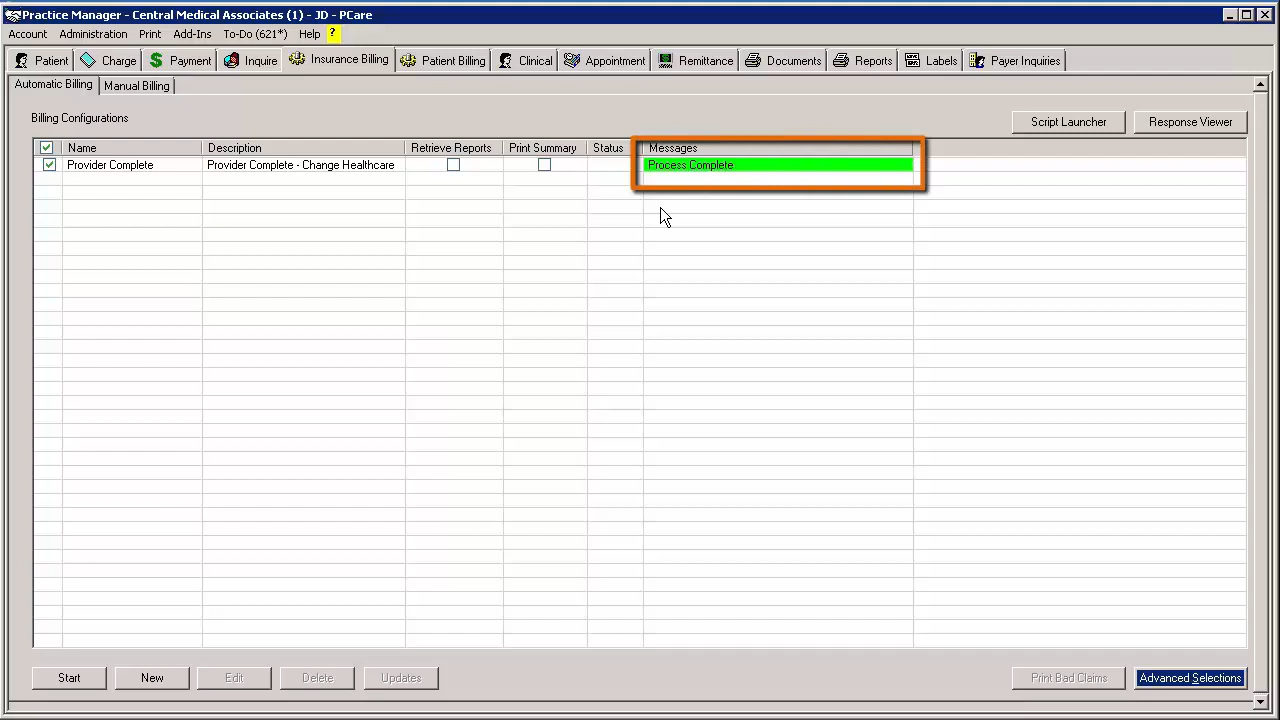 Practice Manager - Central Medical Associates (1) - JD - PCare
Account Administration Print Add-Ins To-Do (621*) Help ?
Patient Charge Payment Inquire Insurance Billing Patient Billing Clinical Appointment Remittance Documents Reports Labels Payer Inquiries
Automatic Billing Manual Billing
Billing Configurations
Script Launcher Response Viewer
Name Description Retrieve Reports Print Summary Status Messages
Provider Complete Provider Complete - Change Healthcare Process Complete
Start New Edit Delete Updates Print Bad Claims Advanced Selections